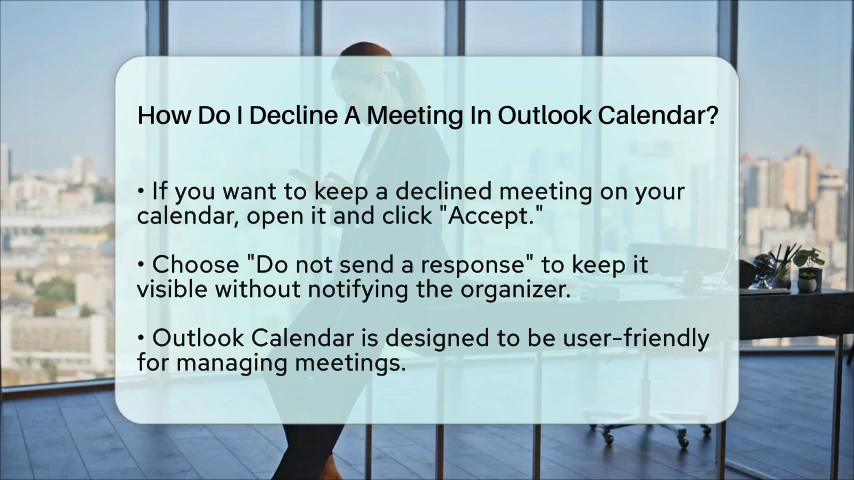 How Do I Decline A Meeting In Outlook Calendar?
• If you want to keep a declined meeting on your
calendar, open it and click "Accept."
• Choose "Do not send a response" to keep it
visible without notifying the organizer.
• Outlook Calendar is designed to be user-friendly
for managing meetings.